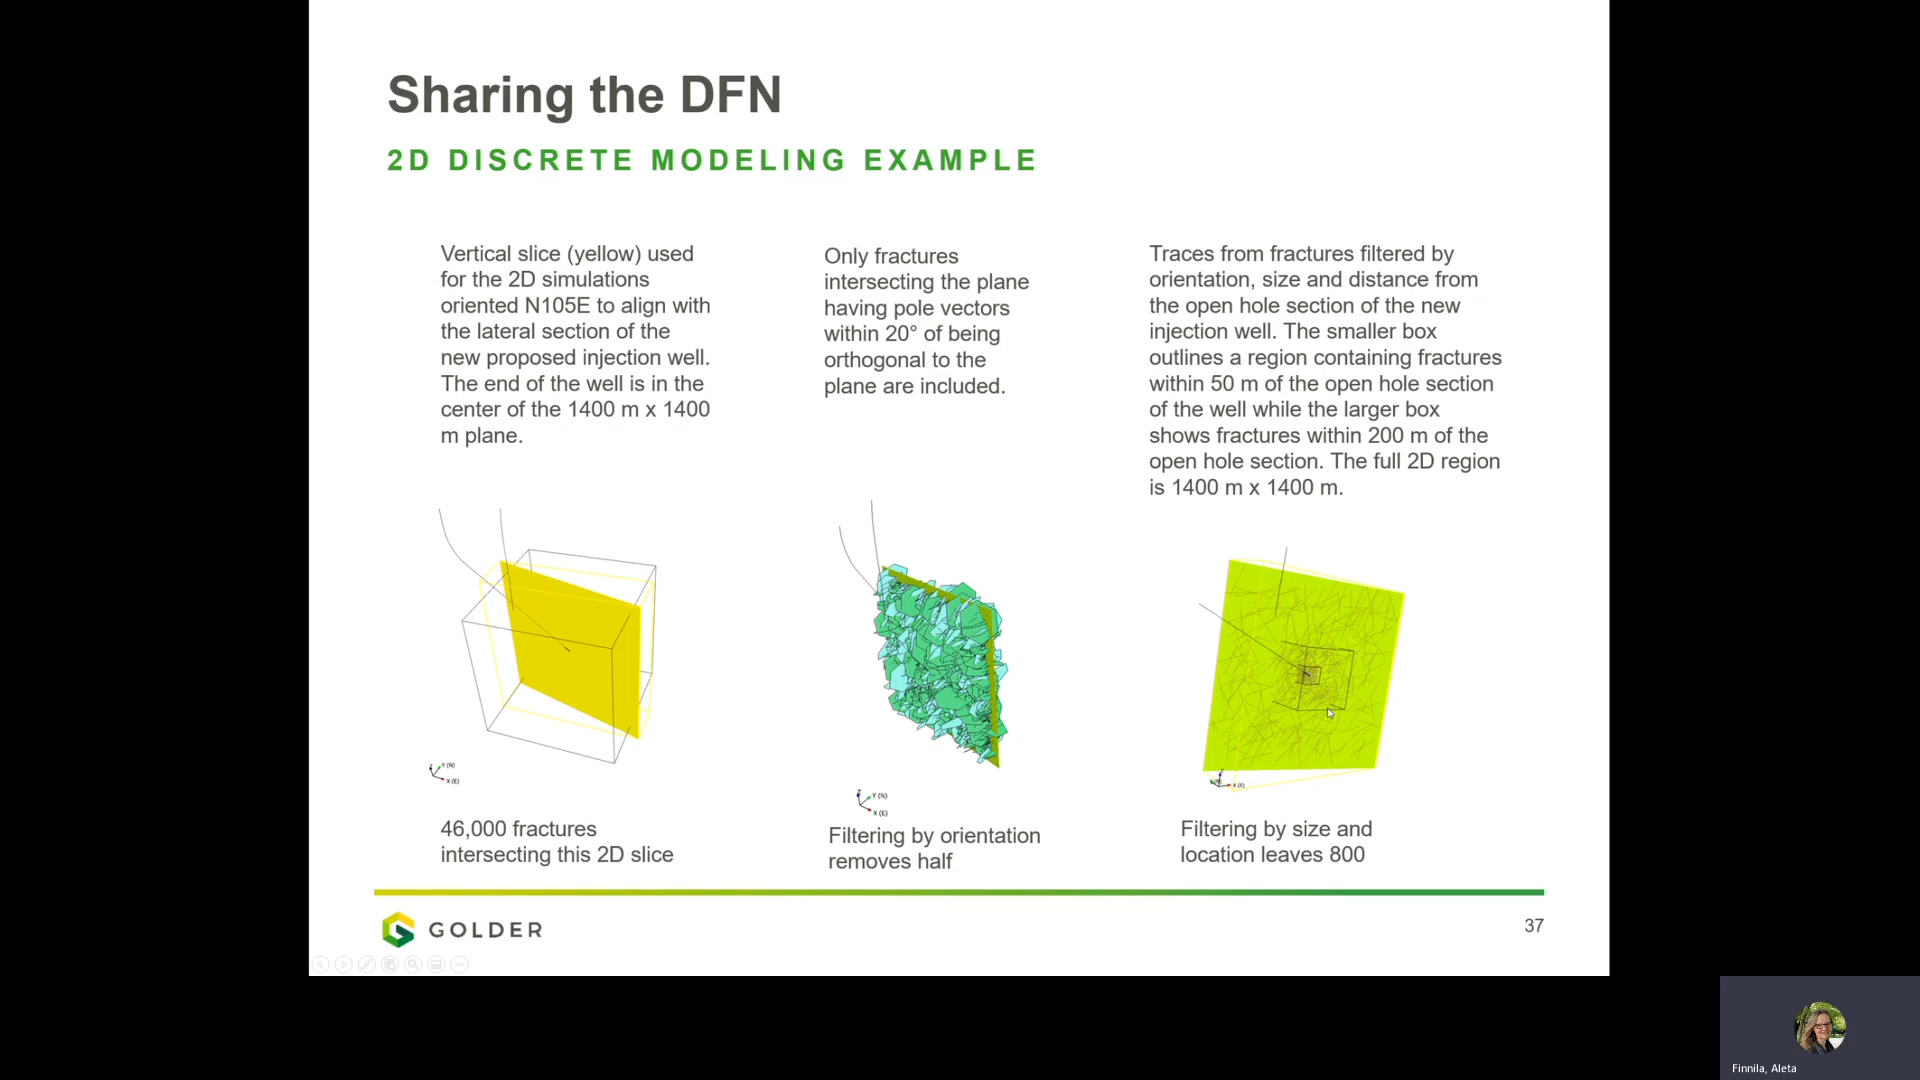 Sharing the DFN
2D DISCRETE MODELING EXAMPLE
Vertical slice (yellow) used
for the 2D simulations
oriented N105E to align with
the lateral section of the
new proposed injection well.
The end of the well is in the
center of the 1400 m x 1400
m plane.
Only fractures
intersecting the plane
having pole vectors
within 20° of being
orthogonal to the
plane are included.
Traces from fractures filtered by
orientation, size and distance from
the open hole section of the new
injection well. The smaller box
outlines a region containing fractures
within 50 m of the open hole section
of the well while the larger box
shows fractures within 200 m of the
open hole section. The full 2D region
is 1400 m x 1400 m.
Z Y (N)
X (E)
Z Y (N)
X (E)
X (E)
46,000 fractures
intersecting this 2D slice
Filtering by orientation
removes half
Filtering by size and
location leaves 800
GOLDER
37
Finnila, Aleta